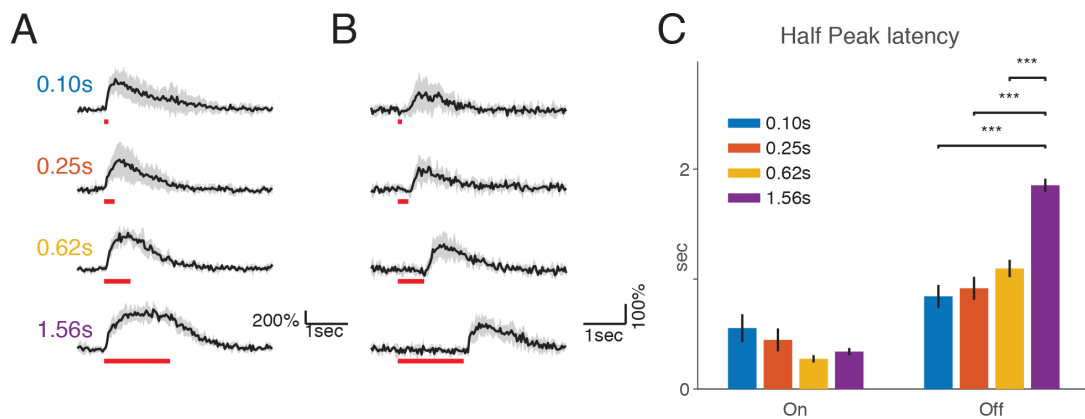 A
B
C
Half Peak latency
0.10s
0.25s
0.62s
1.56s
200%
1sec
1sec
100%
0.10s
0.25s
0.62s
1.56s
***
***
***
sec
2
0
On
Off